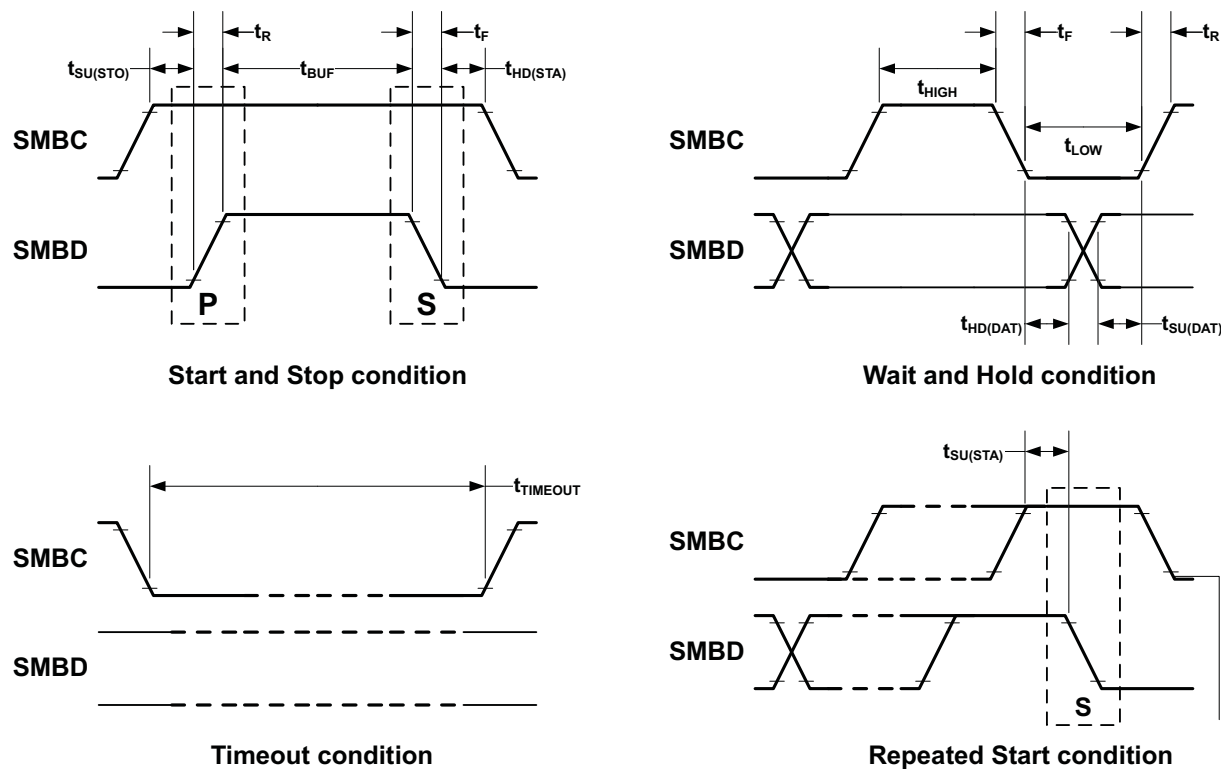 tR
tF
tSU(STO)
tBUF
tHD(STA)
SMBC
SMBD
P
S
Start and Stop condition
tF
tR
tHIGH
SMBC
tLOW
SMBD
tHD(DAT)
tSU(DAT)
Wait and Hold condition
tTIMEOUT
SMBC
SMBD
Timeout condition
tSU(STA)
SMBC
SMBD
S
Repeated Start condition